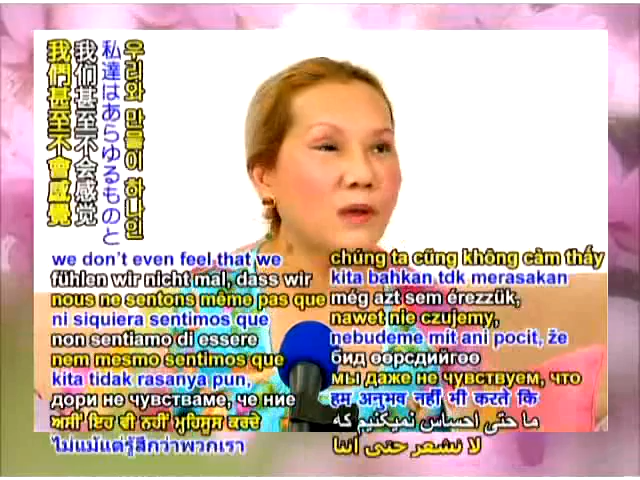 우리와 만물이 하나인
私達はあらゆるものと
我们甚至不会感觉
我們甚至不會感覺
we don't even feel that we
fühlen wir nicht mal, dass wir
nous ne sentons même pas que
ni siquiera sentimos que
non sentiamo di essere
nem mesmo sentimos que
kita tidak rasanya pun,
дори не чувстваме, че ние
ਅਸੀਂ ਇਹ ਵੀ ਨਹੀਂ ਮਹਿਸੂਸ ਕਰਦੇ
ไม่แม้แต่รู้สึกว่าพวกเรา
chúng ta cũng không cảm thấy
kita bahkan tdk merasakan
még azt sem érezzük,
nawet nie czujemy,
nebudeme mit ani pocit, že
бид өөрсдийгөө
мы даже не чувствуем, что
हम अनुभव नहीं भी करते कि
ما حتی احساس نمیکنیم که
لا نشعر حتى أننا